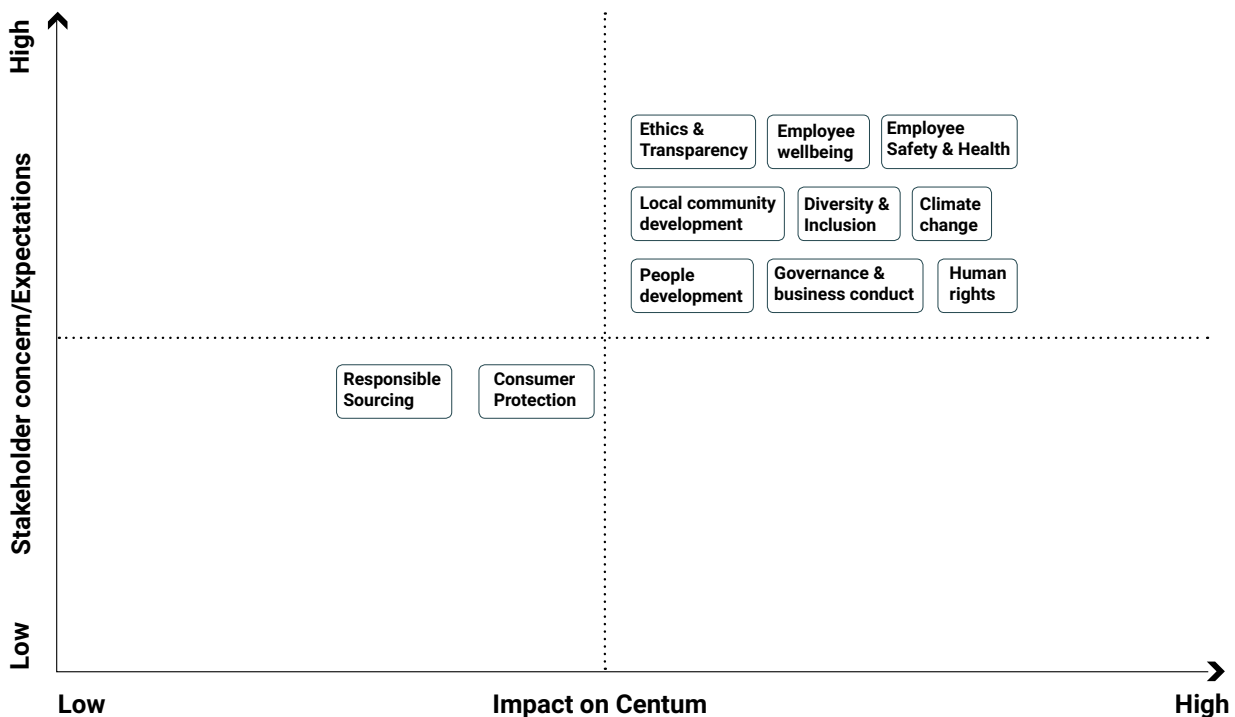 High
Stakeholder concern/Expectations
Low
Ethics &
Transparency
Employee
wellbeing
Employee
Safety & Health
Local community
development
Diversity &
Inclusion
Climate
change
People
development
Governance &
business conduct
Human
rights
Responsible
Sourcing
Consumer
Protection
Low
Impact on Centum
High